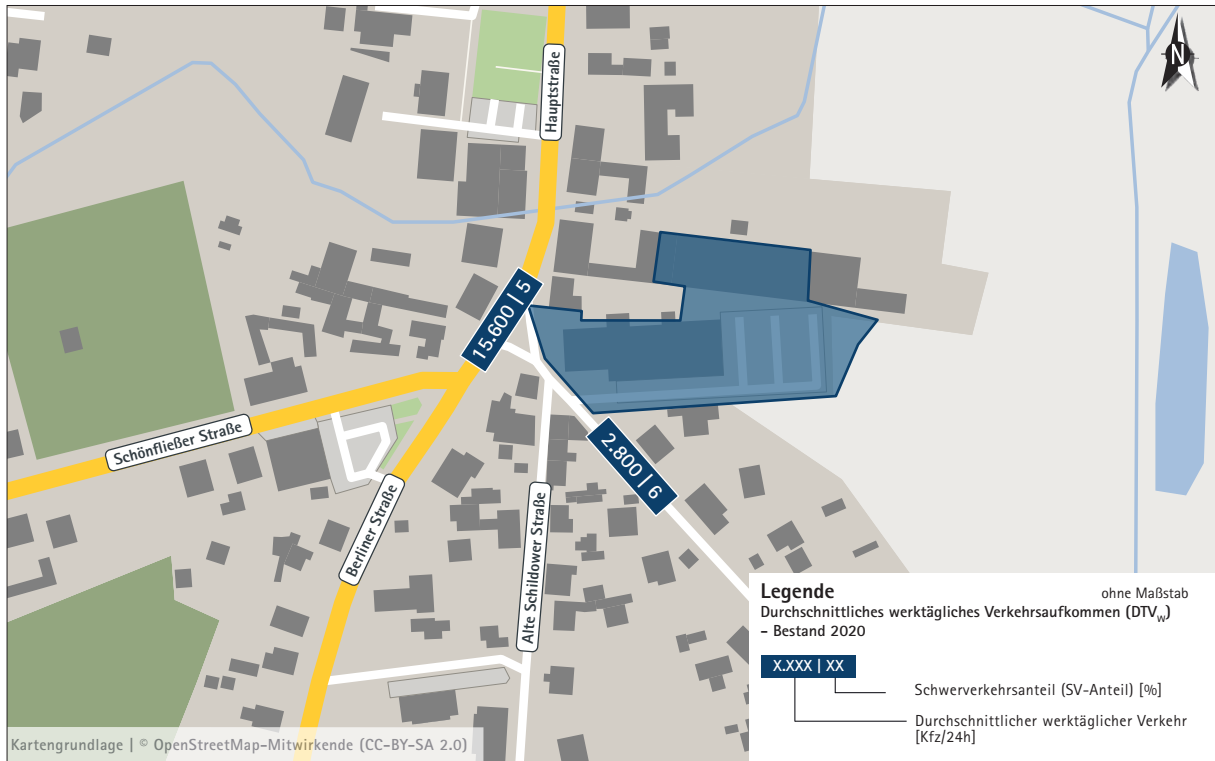 N
Hauptstraße
15.600 | 5
Schönfließer Straße
2.800 | 6
Berliner Straße
Alte Schildower Straße
Legende
ohne Maßstab
Durchschnittliches werktägliches Verkehrsaufkommen (DTVw)
– Bestand 2020
X.XXX | XX
Schwerverkehrsanteil (SV-Anteil) [%]
Durchschnittlicher werktäglicher Verkehr
[Kfz/24h]
Kartengrundlage | © OpenStreetMap-Mitwirkende (CC-BY-SA 2.0)